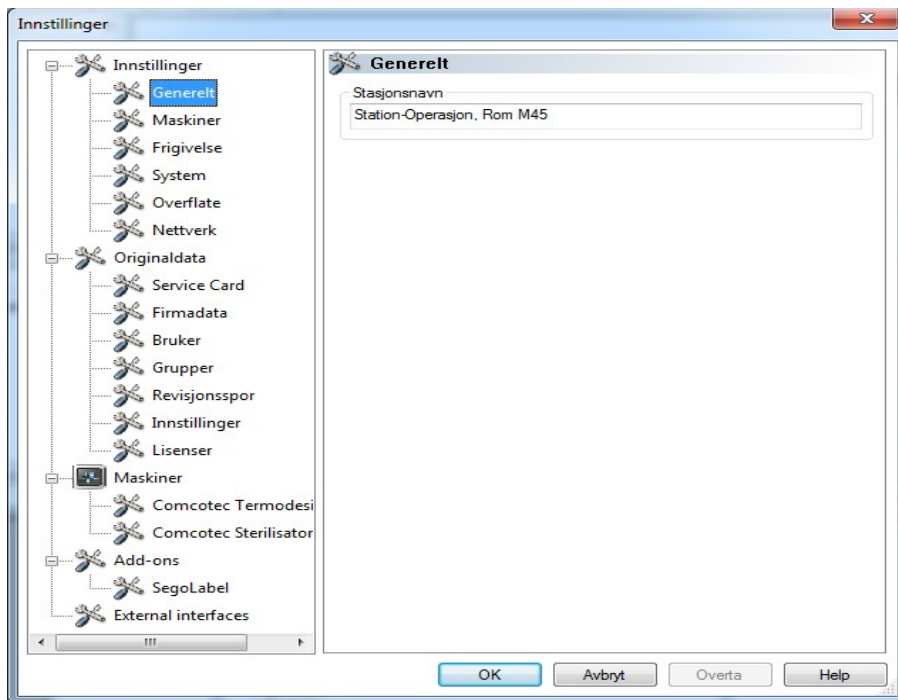 Innstillinger
Innstillinger
Generelt
Maskiner
Frigivelse
System
Overflate
Nettverk
Originaldata
Service Card
Firmadata
Bruker
Grupper
Revisjonsspor
Innstillinger
Lisenser
Maskiner
Comcotec Termodesi
Comcotec Sterilisator
Add-ons
SegoLabel
External interfaces
Generelt
Stasjonsnavn
Station-Operasjon, Rom M45
OK
Avbryt
Overta
Help